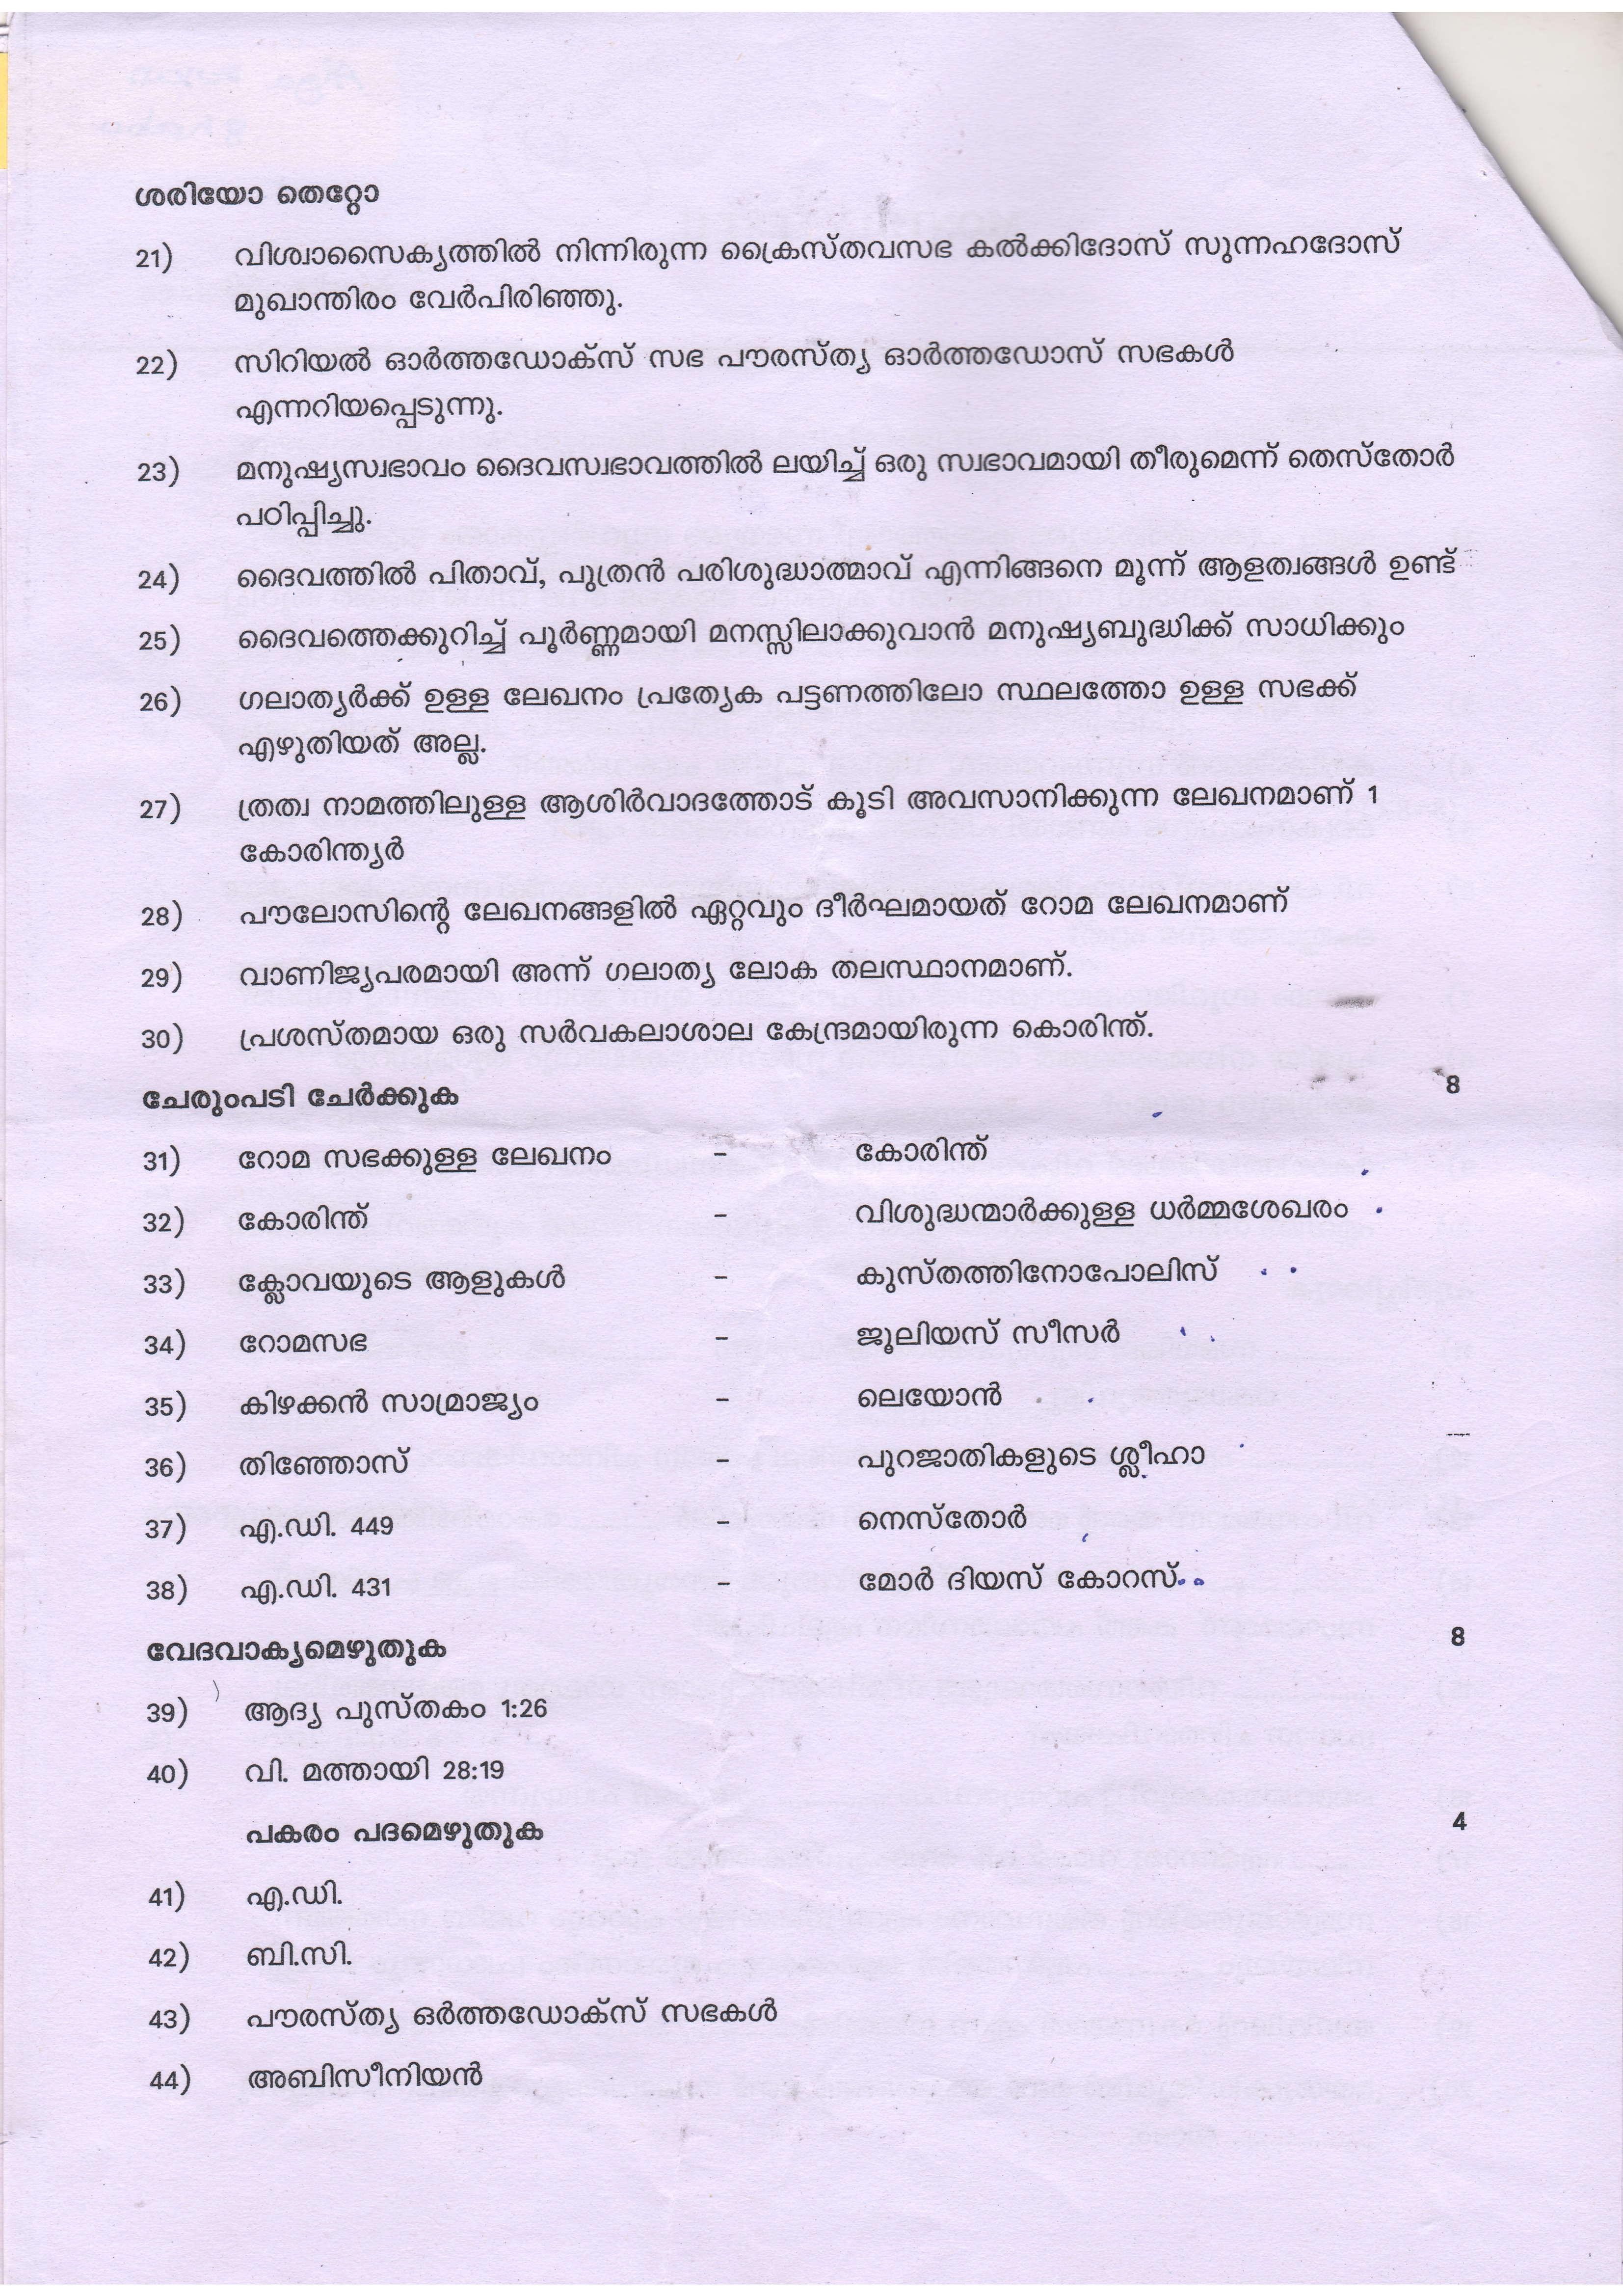 ശരിയോ തെറ്റോ
21) വിശ്വാസൈക്യത്തിൽ നിന്നിരുന്ന ക്രൈസ്തവസഭ കൽക്കിദോസ് സുന്നഹദോസ്
മുഖാന്തിരം വേർപിരിഞ്ഞു.
22) സിറിയൽ ഓർത്തഡോക്സ് സഭ പൗരസ്ത്യ ഓർത്തഡോസ് സഭകൾ
എന്നറിയപ്പെടുന്നു.
23) മനുഷ്യസ്വഭാവം ദൈവസ്വഭാവത്തിൽ ലയിച്ച് ഒരു സ്വഭാവമായി തീരുമെന്ന് തെസ്തോർ
പഠിപ്പിച്ചു.
24) ദൈവത്തിൽ പിതാവ്, പുത്രൻ പരിശുദ്ധാത്മാവ് എന്നിങ്ങനെ മൂന്ന് ആളത്വങ്ങൾ ഉണ്ട്
25) ദൈവത്തെക്കുറിച്ച് പൂർണ്ണമായി മനസ്സിലാക്കുവാൻ മനുഷ്യബുദ്ധിക്ക് സാധിക്കും
26) ഗലാത്യർക്ക് ഉള്ള ലേഖനം പ്രത്യേക പട്ടണത്തിലോ സ്ഥലത്തോ ഉള്ള സഭക്ക്
എഴുതിയത് അല്ല.
27) ത്രത്വ നാമത്തിലുള്ള ആശിർവാദത്തോട് കൂടി അവസാനിക്കുന്ന ലേഖനമാണ് 1
കോരിന്ത്യർ
28) പൗലോസിന്റെ ലേഖനങ്ങളിൽ ഏറ്റവും ദീർഘമായത് റോമ ലേഖനമാണ്
29) വാണിജ്യപരമായി അന്ന് ഗലാത്യ ലോക തലസ്ഥാനമാണ്.
30) പ്രശസ്തമായ ഒരു സർവകലാശാല കേന്ദ്രമായിരുന്ന കൊരിന്ത്.
ചേരുംപടി ചേർക്കുക 8
31) റോമ സഭക്കുള്ള ലേഖനം - കോരിന്ത്
32) കോരിന്ത് - വിശുദ്ധന്മാർക്കുള്ള ധർമ്മശേഖരം
33) ക്ലോവയുടെ ആളുകൾ - കുസ്തത്തിനോപോലിസ്
34) റോമസഭ - ജൂലിയസ് സീസർ
35) കിഴക്കൻ സാമ്രാജ്യം - ലെയോൻ
36) തിഞ്ഞോസ് - പുറജാതികളുടെ ശ്ലീഹാ
37) എ.ഡി. 449 - നെസ്തോർ
38) എ.ഡി. 431 - മോർ ദിയസ് കോറസ്
വേദവാക്യമെഴുതുക 8
39) ആദ്യ പുസ്തകം 1:26
40) വി. മത്തായി 28:19
പകരം പദമെഴുതുക 4
41) എ.ഡി.
42) ബി.സി.
43) പൗരസ്ത്യ ഒർത്തഡോക്സ് സഭകൾ
44) അബിസീനിയൻ